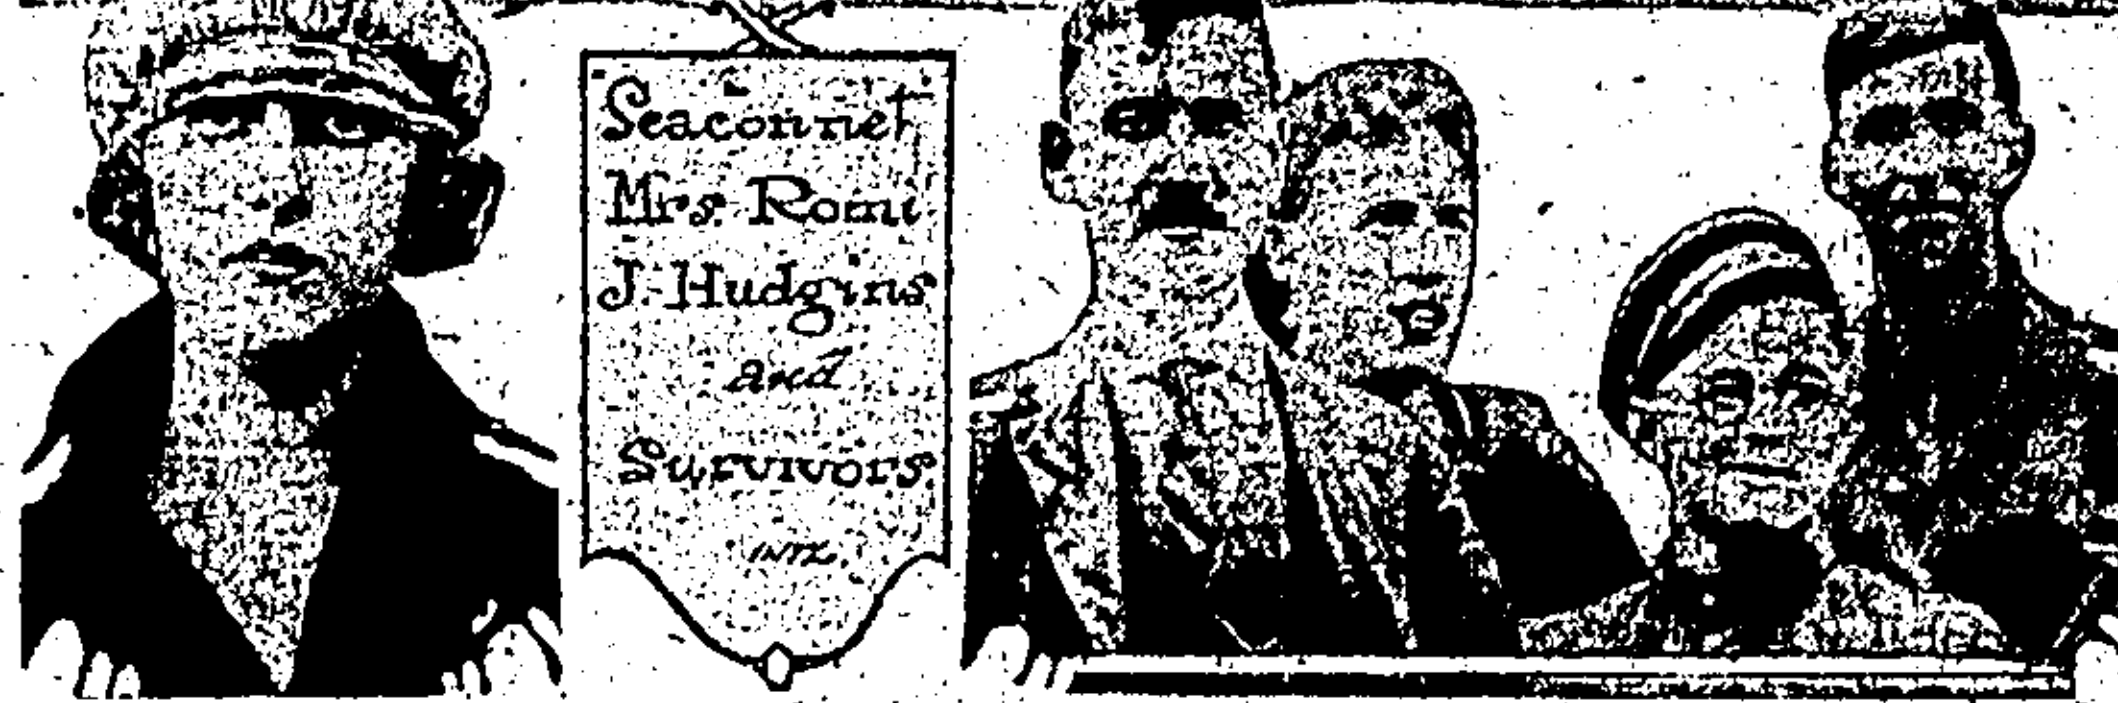 Seaconnet
Mrs. Romi
J. Hudgins
and
Survivors.
INTL